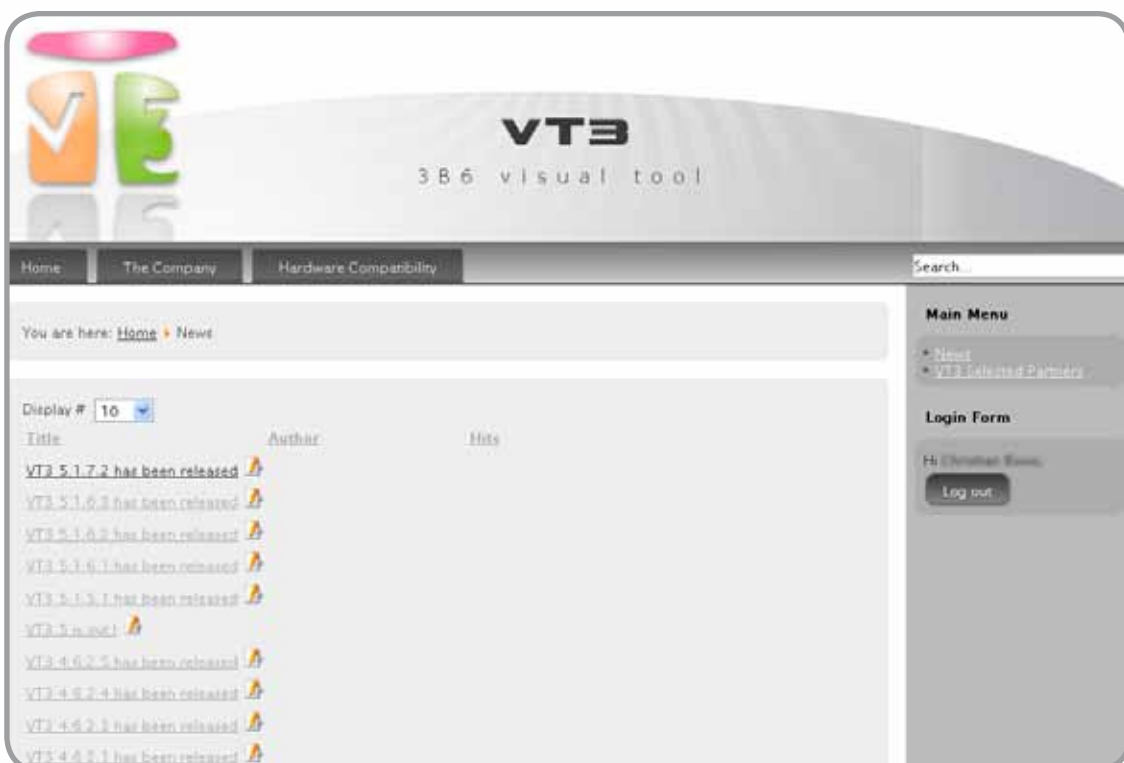 VT3
3B6 visual tool
Home
The Company
Hardware Compatibility
Search...
You are here: Home News
Main Menu
News
VT3 Selected Partners
Login Form
Hi
Log out
Display # 10
Title Author Hits
VT3 5.1.7.2 has been released
VT3 5.1.6.3 has been released
VT3 5.1.6.2 has been released
VT3 5.1.6.1 has been released
VT3 5.1.3.1 has been released
VT3 5 is out!
VT3 4.6.2.5 has been released
VT3 4.6.2.4 has been released
VT3 4.6.2.3 has been released
VT3 4.6.2.1 has been released